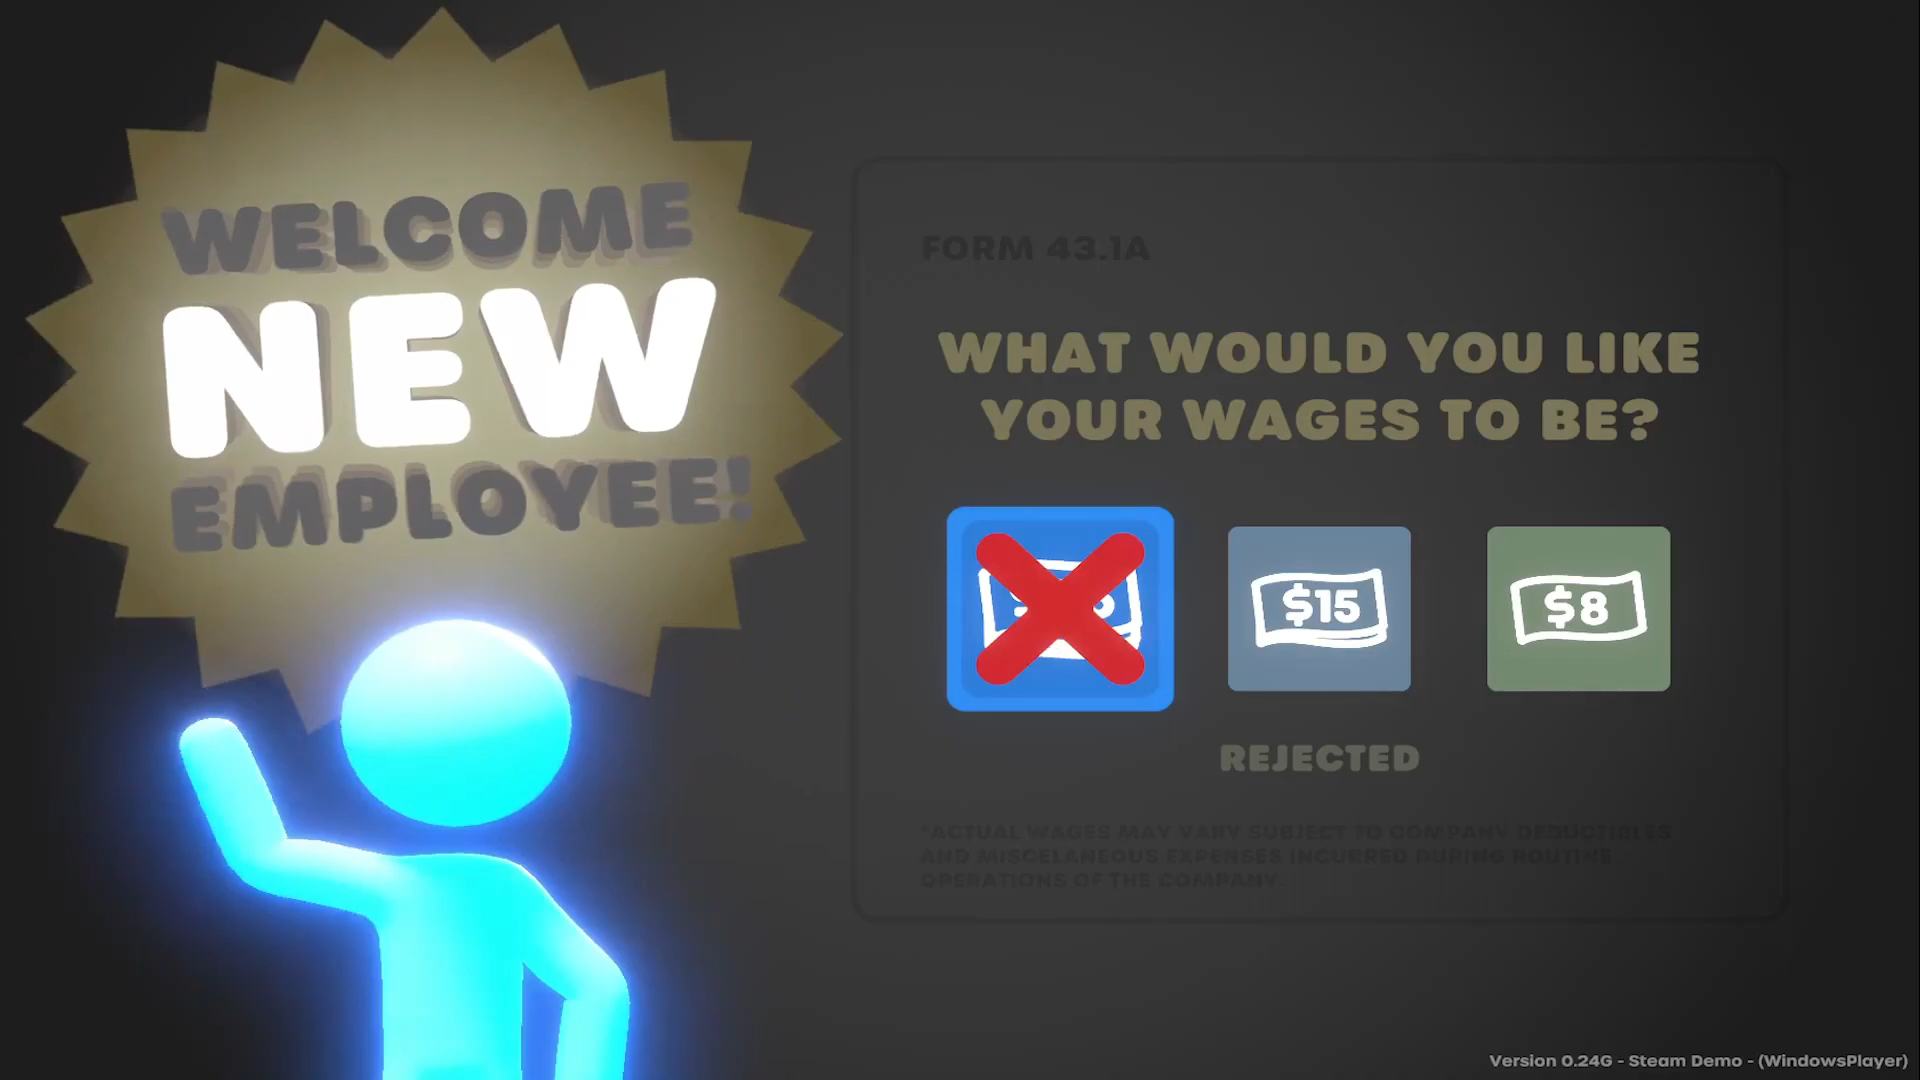 WELCOME
NEW
EMPLOYEE!
FORM 43.1A
WHAT WOULD YOU LIKE
YOUR WAGES TO BE?
$15
$8
REJECTED
*ACTUAL WAGES MAY VARY SUBJECT TO COMPANY DEDUCTIBLES
AND MISCELANEOUS EXPENSES INCURRED DURING ROUTINE
OPERATIONS OF THE COMPANY.
Version 0.24G - Steam Demo - (WindowsPlayer)